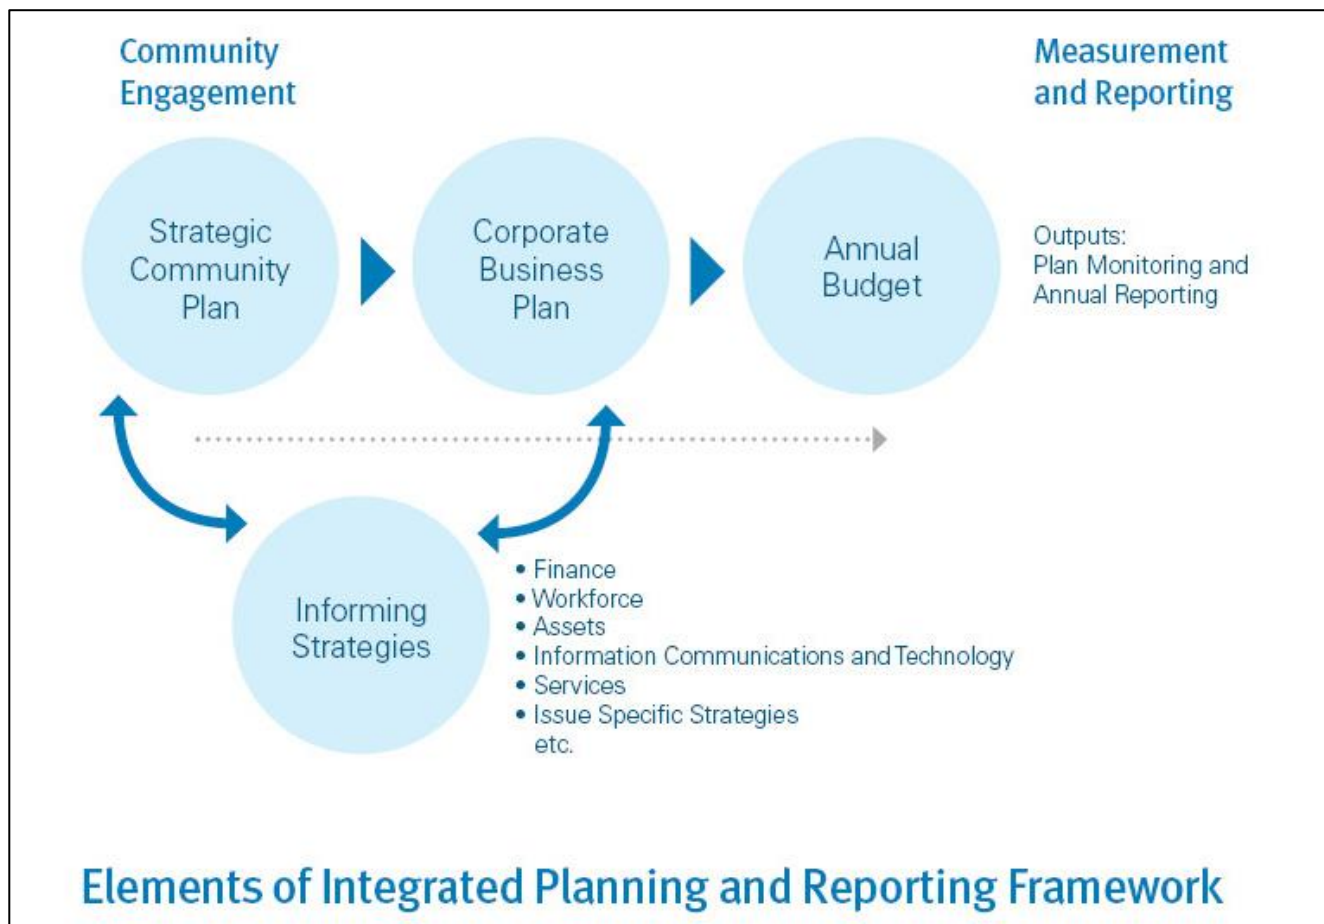 Community
Engagement
Measurement
and Reporting
Strategic
Community
Plan
Corporate
Business
Plan
Annual
Budget
Outputs:
Plan Monitoring and
Annual Reporting
Informing
Strategies
• Finance
• Workforce
• Assets
• Information Communications and Technology
• Services
• Issue Specific Strategies
etc.
Elements of Integrated Planning and Reporting Framework